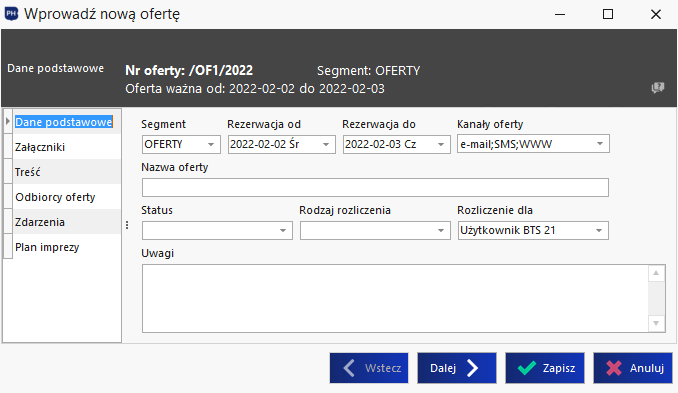 PH Wprowadź nową ofertę
Dane podstawowe
Nr oferty: /OF1/2022 Segment: OFERTY
Oferta ważna od: 2022-02-02 do 2022-02-03
Dane podstawowe
Załączniki
Treść
Odbiorcy oferty
Zdarzenia
Plan imprezy
Segment Rezerwacja od Rezerwacja do Kanały oferty
OFERTY 2022-02-02 Śr 2022-02-03 Cz e-mail;SMS;WWW
Nazwa oferty
Status Rodzaj rozliczenia Rozliczenie dla
Użytkownik BTS 21
Uwagi
Wstecz Dalej Zapisz Anuluj